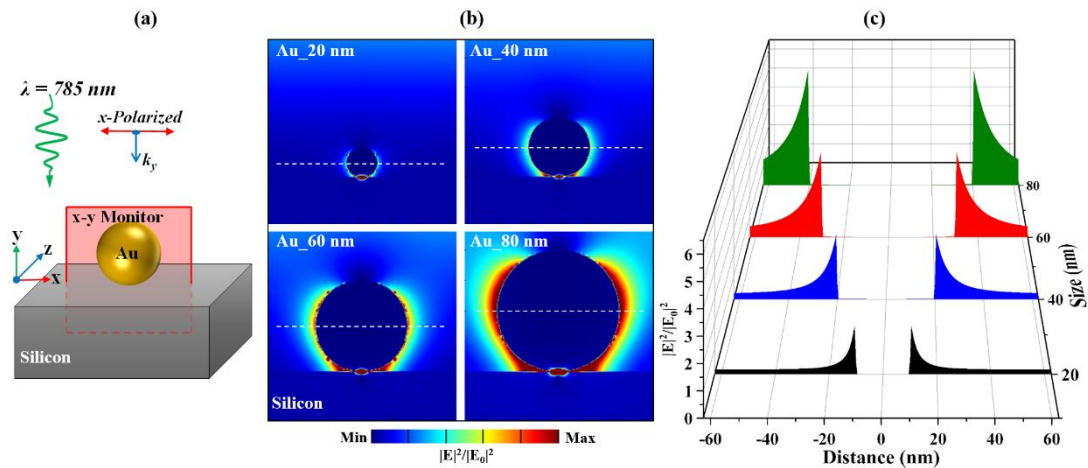 (a)
λ = 785 nm
x-Polarized
k_y
x-y Monitor
Au
y
z
x
Silicon
(b)
Au_20 nm
Au_40 nm
Au_60 nm
Au_80 nm
Silicon
Min
Max
|E|²/|E₀|²
(c)
6
5
4
3
2
1
0
|E|²/|E₀|²
80
60
40
20
Size (nm)
-60
-40
-20
0
20
40
60
Distance (nm)